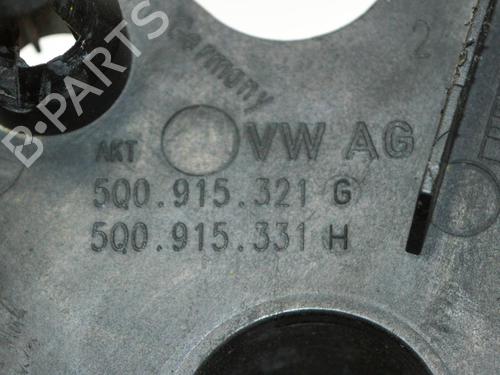 B-PARTS
Germany
2
AKT VW AG
5Q0.915.321 G
5Q0.915.331 H